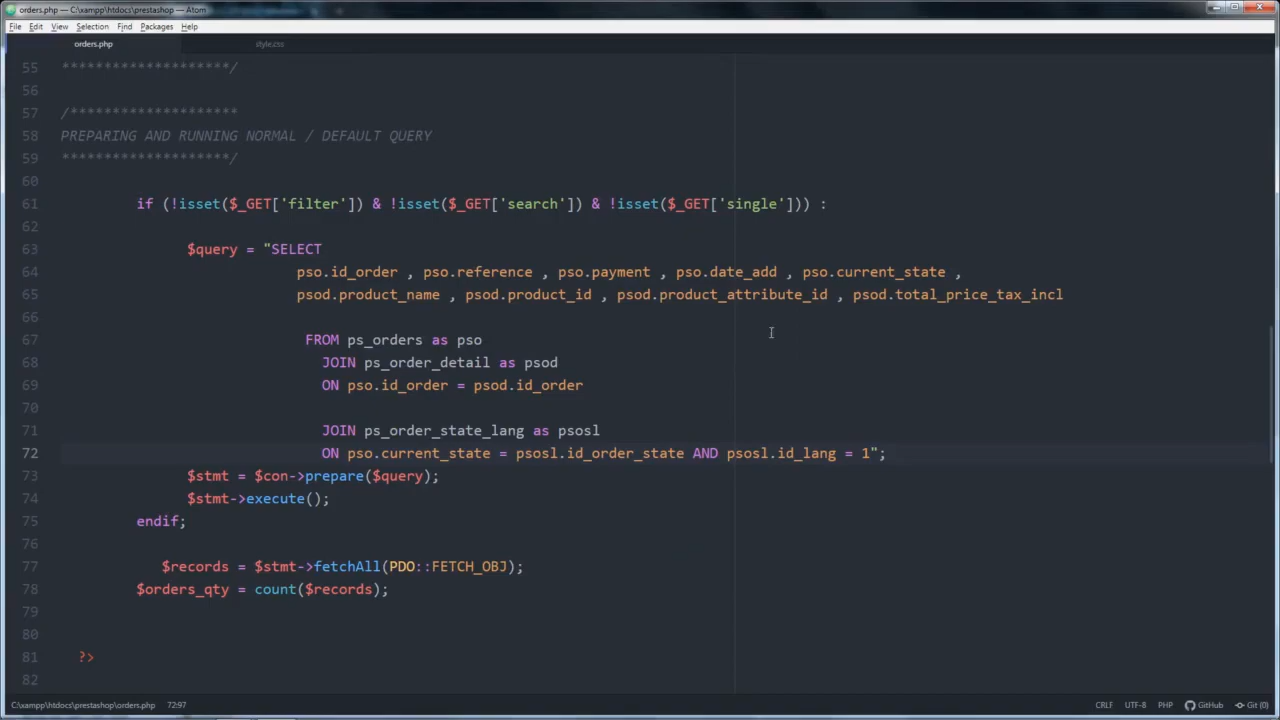 orders.php — C:\xampp\htdocs\prestashop — Atom
File Edit View Selection Find Packages Help
orders.php style.css
55 ********************/
56
57 /********************
58 PREPARING AND RUNNING NORMAL / DEFAULT QUERY
59 ********************/
60
61 if (!isset($_GET['filter']) & !isset($_GET['search']) & !isset($_GET['single'])) :
62
63 $query = "SELECT
64 pso.id_order , pso.reference , pso.payment , pso.date_add , pso.current_state ,
65 psod.product_name , psod.product_id , psod.product_attribute_id , psod.total_price_tax_incl
66
67 FROM ps_orders as pso
68 JOIN ps_order_detail as psod
69 ON pso.id_order = psod.id_order
70
71 JOIN ps_order_state_lang as psosl
72 ON pso.current_state = psosl.id_order_state AND psosl.id_lang = 1";
73 $stmt = $con->prepare($query);
74 $stmt->execute();
75 endif;
76
77 $records = $stmt->fetchAll(PDO::FETCH_OBJ);
78 $orders_qty = count($records);
79
80
81 ?>
82
C:\xampp\htdocs\prestashop\orders.php 72:97 CRLF UTF-8 PHP GitHub Git (0)